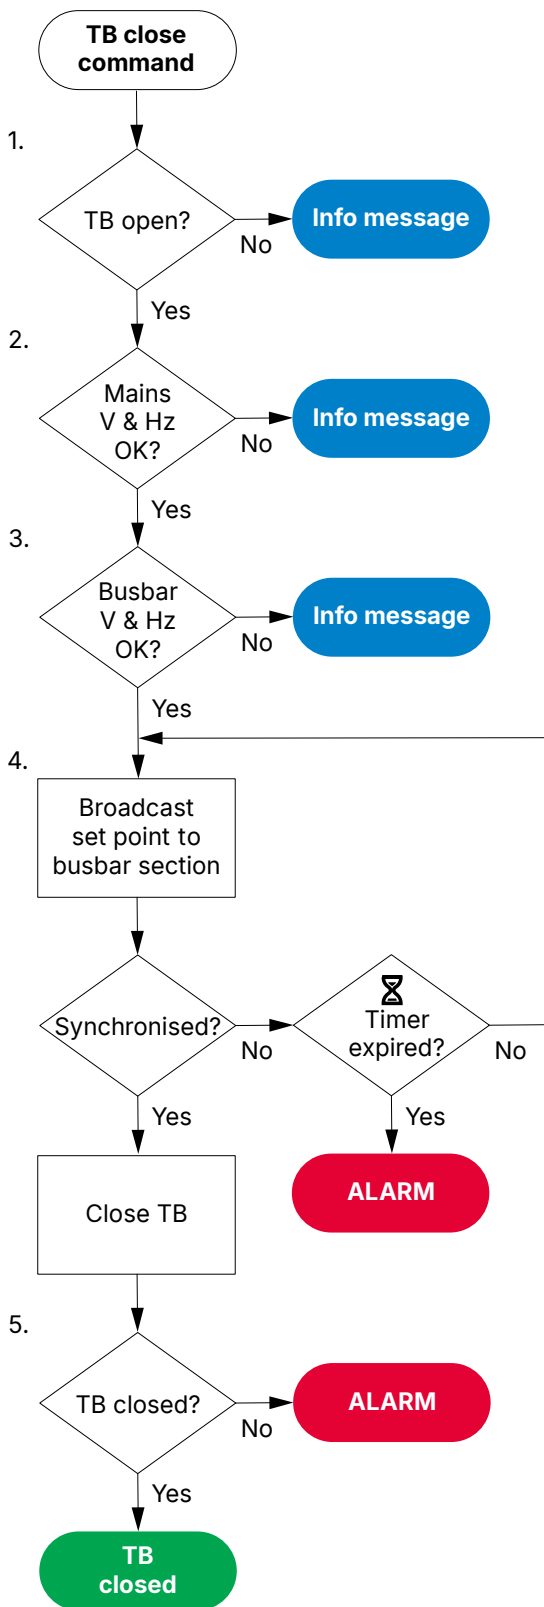 TB close
command
1.
TB open?
Info message
No
Yes
2.
Mains
V & Hz
OK?
Info message
No
Yes
3.
Busbar
V & Hz
OK?
Info message
No
Yes
4.
Broadcast
set point to
busbar section
Synchronised?
No
Timer
expired?
No
Yes
Yes
Close TB
ALARM
5.
TB closed?
No
ALARM
Yes
TB
closed